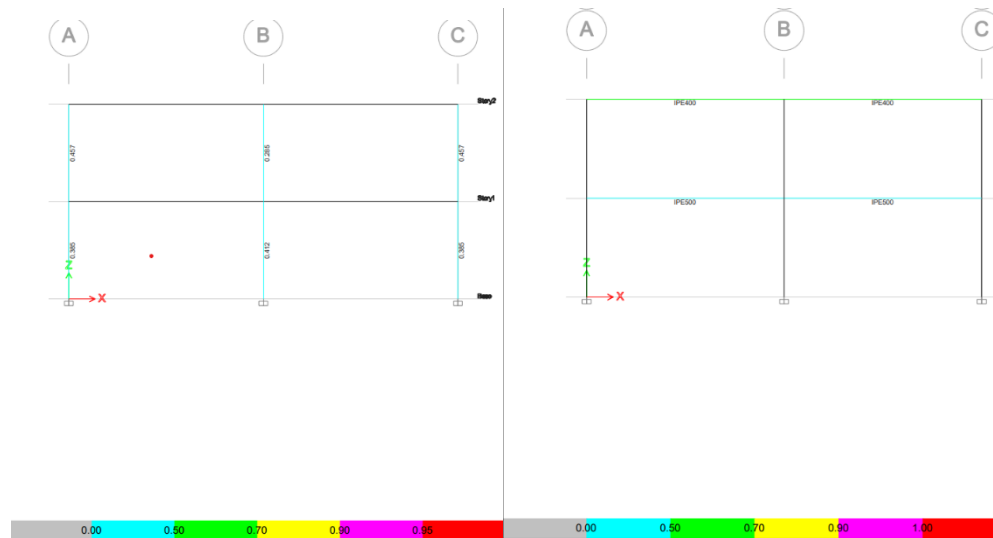 A B C
Story2
0.457 0.285 0.457
Story1
0.385 0.412 0.385
Z
X
Base
0.00 0.50 0.70 0.90 0.95
A B C
IPE400 IPE400
IPE500 IPE500
Z
X
0.00 0.50 0.70 0.90 1.00